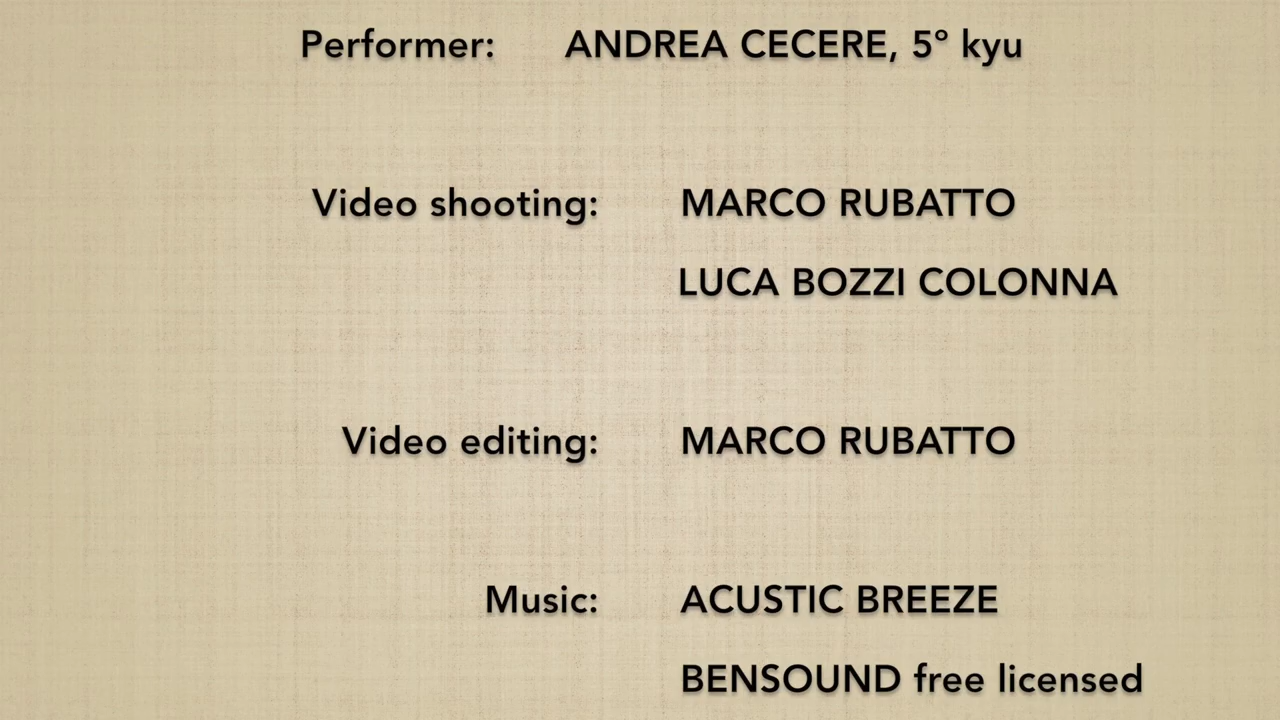 Performer: ANDREA CECERE, 5° kyu
Video shooting: MARCO RUBATTO
LUCA BOZZI COLONNA
Video editing: MARCO RUBATTO
Music: ACUSTIC BREEZE
BENSOUND free licensed